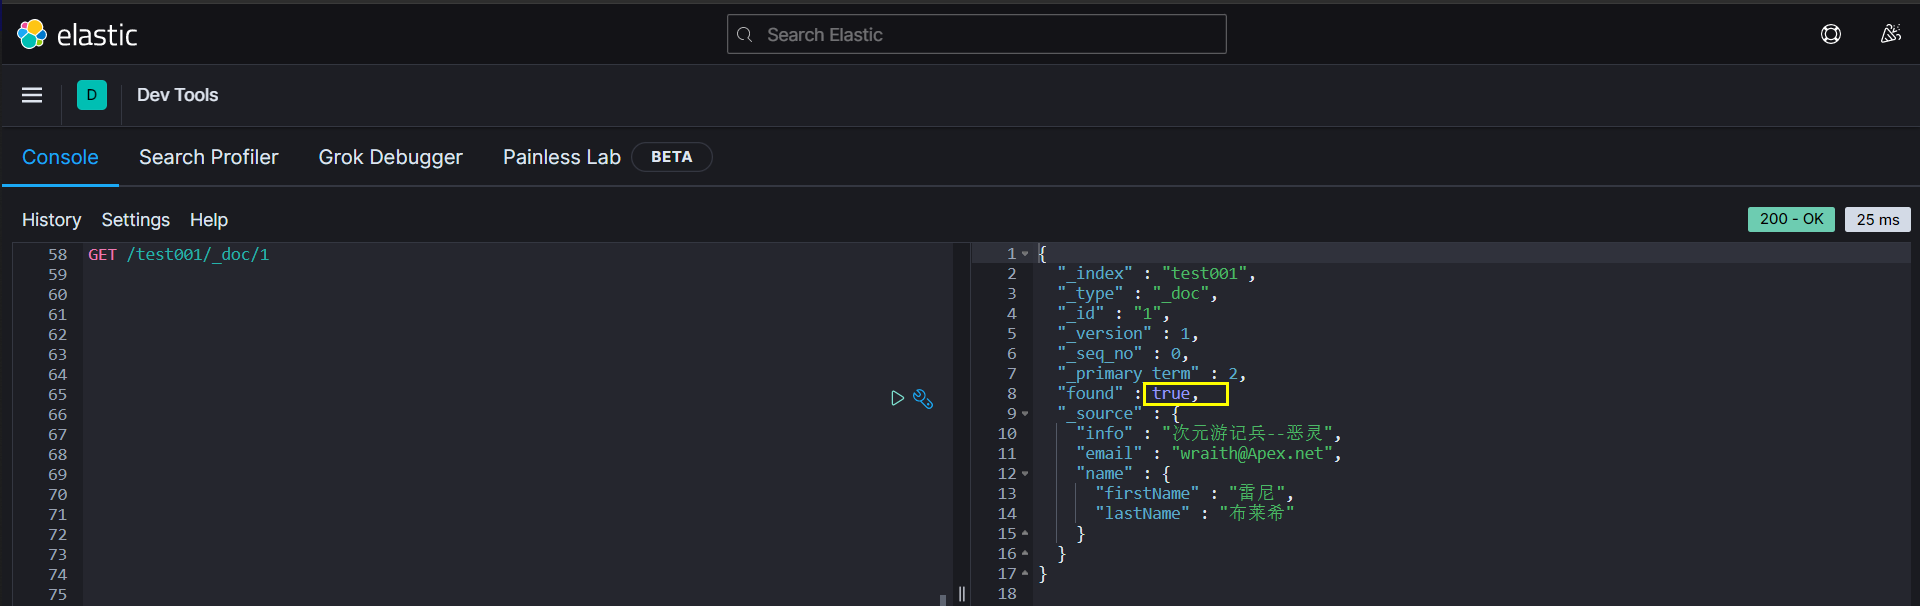 elastic
Search Elastic
D
Dev Tools
Console Search Profiler Grok Debugger Painless Lab BETA
History Settings Help
200 - OK 25 ms
58 GET /test001/_doc/1
59
60
61
62
63
64
65
66
67
68
69
70
71
72
73
74
75
1 {
2 "_index" : "test001",
3 "_type" : "_doc",
4 "_id" : "1",
5 "_version" : 1,
6 "_seq_no" : 0,
7 "_primary_term" : 2,
8 "found" : true,
9 "_source" : {
10 "info" : "次元游记兵--恶灵",
11 "email" : "wraith@Apex.net",
12 "name" : {
13 "firstName" : "雷尼",
14 "lastName" : "布莱希"
15 }
16 }
17 }
18